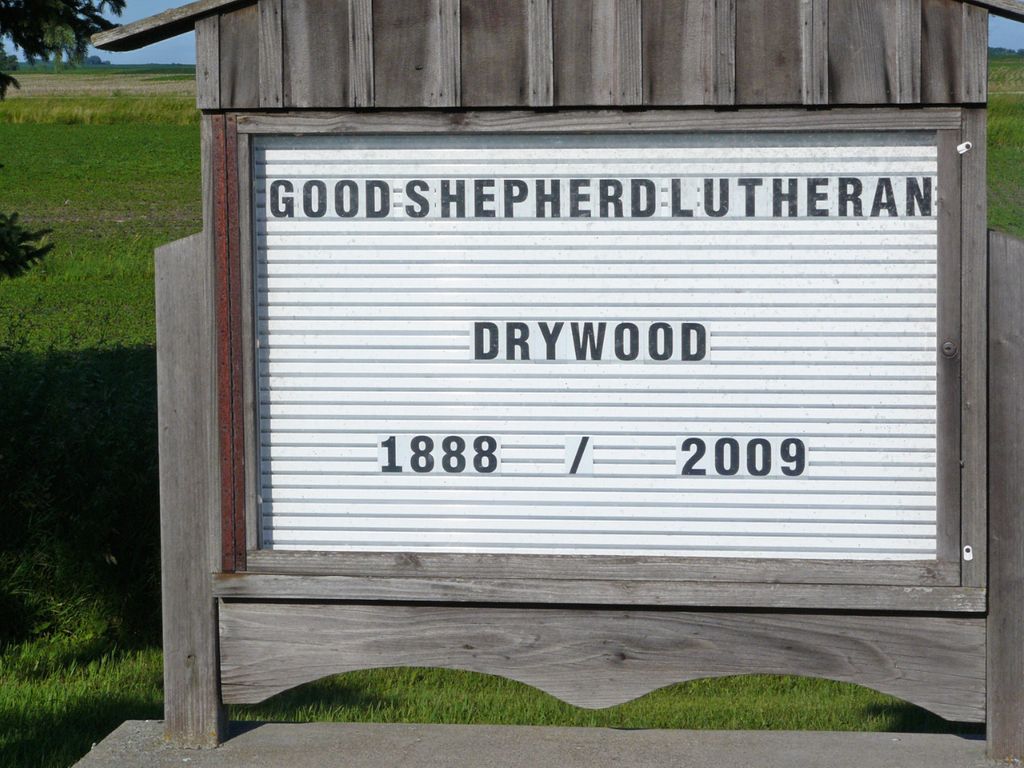 GOOD SHEPHERD LUTHERAN
DRYWOOD
1888 / 2009